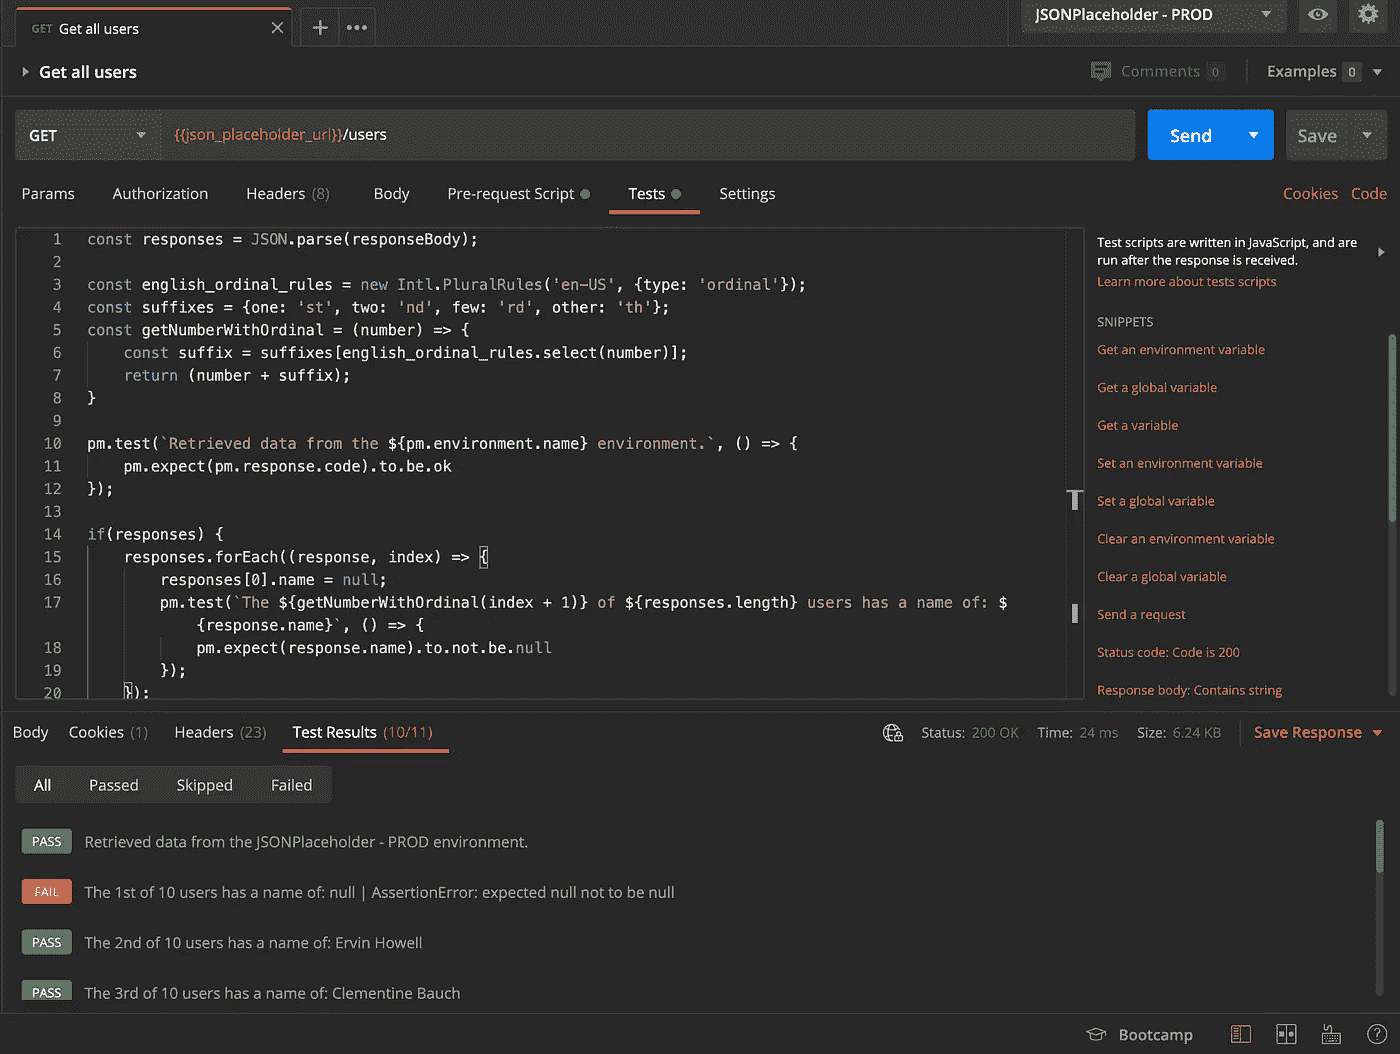 GET Get all users
JSONPlaceholder - PROD
Get all users
Comments 0
Examples 0
GET
{{json_placeholder_url}}/users
Send
Save
Params Authorization Headers (8) Body Pre-request Script Tests Settings
Cookies Code
1 const responses = JSON.parse(responseBody);
2
3 const english_ordinal_rules = new Intl.PluralRules('en-US', {type: 'ordinal'});
4 const suffixes = {one: 'st', two: 'nd', few: 'rd', other: 'th'};
5 const getNumberWithOrdinal = (number) => {
6 const suffix = suffixes[english_ordinal_rules.select(number)];
7 return (number + suffix);
8 }
9
10 pm.test(`Retrieved data from the ${pm.environment.name} environment.`, () => {
11 pm.expect(pm.response.code).to.be.ok
12 });
13
14 if(responses) {
15 responses.forEach((response, index) => {
16 responses[0].name = null;
17 pm.test(`The ${getNumberWithOrdinal(index + 1)} of ${responses.length} users has a name of: $
{response.name}`, () => {
18 pm.expect(response.name).to.not.be.null
19 });
20 });
Test scripts are written in JavaScript, and are
run after the response is received.
Learn more about tests scripts
SNIPPETS
Get an environment variable
Get a global variable
Get a variable
Set an environment variable
Set a global variable
Clear an environment variable
Clear a global variable
Send a request
Status code: Code is 200
Response body: Contains string
Body Cookies (1) Headers (23) Test Results (10/11)
Status: 200 OK Time: 24 ms Size: 6.24 KB
Save Response
All Passed Skipped Failed
PASS Retrieved data from the JSONPlaceholder - PROD environment.
FAIL The 1st of 10 users has a name of: null | AssertionError: expected null not to be null
PASS The 2nd of 10 users has a name of: Ervin Howell
PASS The 3rd of 10 users has a name of: Clementine Bauch
Bootcamp